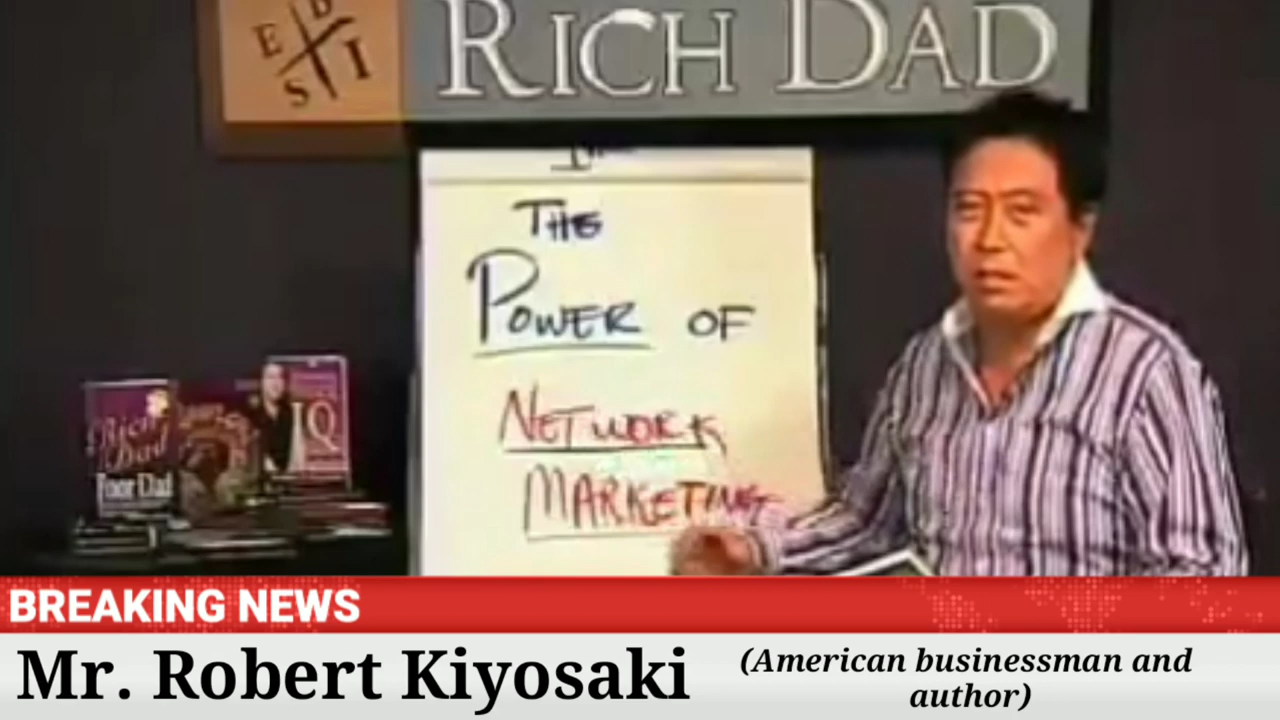 E B
S I
RICH DAD
THE
POWER OF
NETWORK
MARKETING
Rich
Dad
Poor Dad
IQ
BREAKING NEWS
Mr. Robert Kiyosaki
(American businessman and
author)